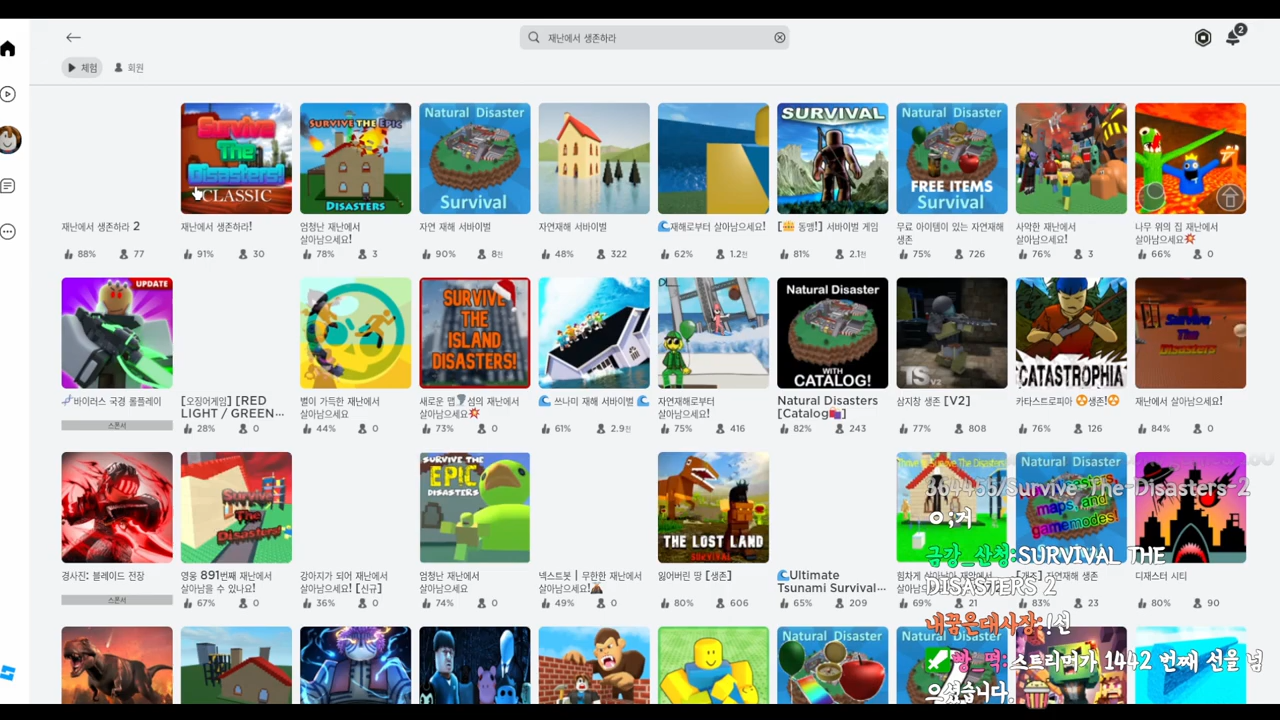 재난에서 생존하라
2
체험
회원
Survive The Disasters! CLASSIC
SURVIVE THE EPIC DISASTERS
Natural Disaster Survival
SURVIVAL
Natural Disaster FREE ITEMS Survival
재난에서 생존하라 2
재난에서 생존하라!
엄청난 재난에서
살아남으세요!
자연 재해 서바이벌
자연재해 서바이벌
🌊재해로부터 살아남으세요!
[🤗 동맹!] 서바이벌 게임
무료 아이템이 있는 자연재해
생존
사악한 재난에서
살아남으세요!
나무 위의 집 재난에서
살아남으세요💥
88% 77
91% 30
78% 3
90% 8천
48% 322
62% 1.2천
81% 2.1천
75% 726
76% 3
66% 0
UPDATE
SURVIVE THE ISLAND DISASTERS!
Natural Disaster WITH CATALOG!
TS V2
CATASTROPHIA
Survive The Disasters
🧬바이러스 국경 롤플레이
스폰서
[오징어게임] [RED
LIGHT / GREEN...
별이 가득한 재난에서
살아남으세요
새로운 맵🌪️섬의 재난에서
살아남으세요💥
🌊 쓰나미 재해 서바이벌 🌊
자연재해로부터
살아남으세요!
Natural Disasters
[Catalog🛍️]
삼지창 생존 [V2]
카타스트로피아 ☢️생존!☢️
재난에서 살아남으세요!
28% 0
44% 0
73% 0
61% 2.9천
75% 416
82% 243
77% 808
76% 126
84% 0
Survive The Disasters
SURVIVE THE EPIC DISASTERS
THE LOST LAND SURVIVAL
Survive The Disasters
Natural Disaster
disasters, maps, and gamemodes!
364455/Survive-The-Disasters-2
ㅇ;거
경사진: 블레이드 전장
스폰서
영웅 891번째 재난에서
살아남을 수 있나요!
강아지가 되어 재난에서
살아남으세요! [신규]
엄청난 재난에서
살아남으세요
넥스트봇 | 무한한 재난에서
살아남으세요!🌋
잃어버린 땅 [생존]
🌊Ultimate
Tsunami Survival...
자연재해 생존
디재스터 시티
67% 0
36% 0
74% 0
49% 0
80% 606
65% 209
69% 21
83% 23
80% 90
금강_산청:SURVIVAL THE
DISASTERS 2
내꿈은대사장:!선
스트리머가 1442 번째 선을 넘
으셨습니다.
Natural Disaster
Natural Disaster